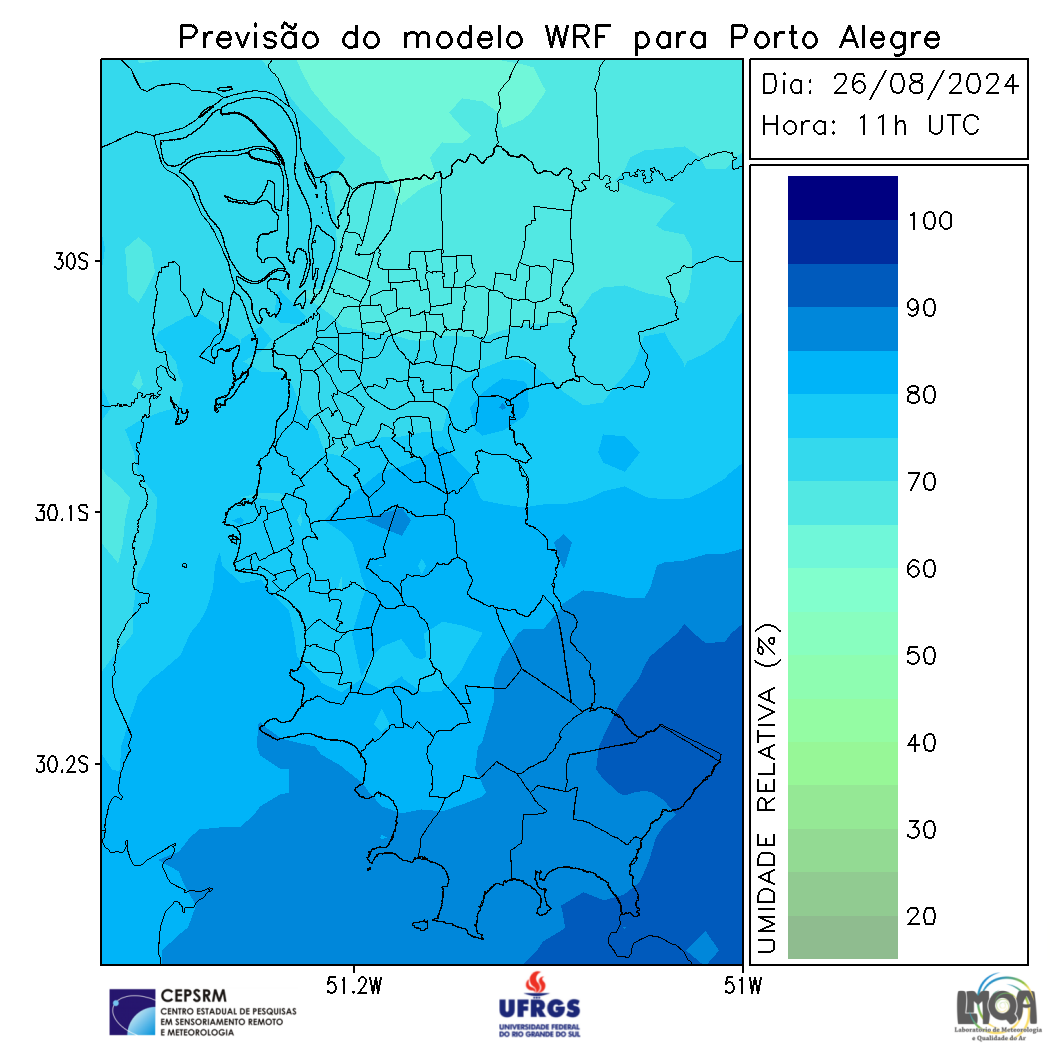 Previsão do modelo WRF para Porto Alegre
Dia: 26/08/2024
Hora: 11h UTC
30S
30.1S
30.2S
51.2W
51W
UMIDADE RELATIVA (%)
100
90
80
70
60
50
40
30
20
CEPSRM
CENTRO ESTADUAL DE PESQUISAS
EM SENSORIAMENTO REMOTO
E METEOROLOGIA
UFRGS
UNIVERSIDADE FEDERAL
DO RIO GRANDE DO SUL
LMQA
Laboratório de Meteorologia
e Qualidade do Ar